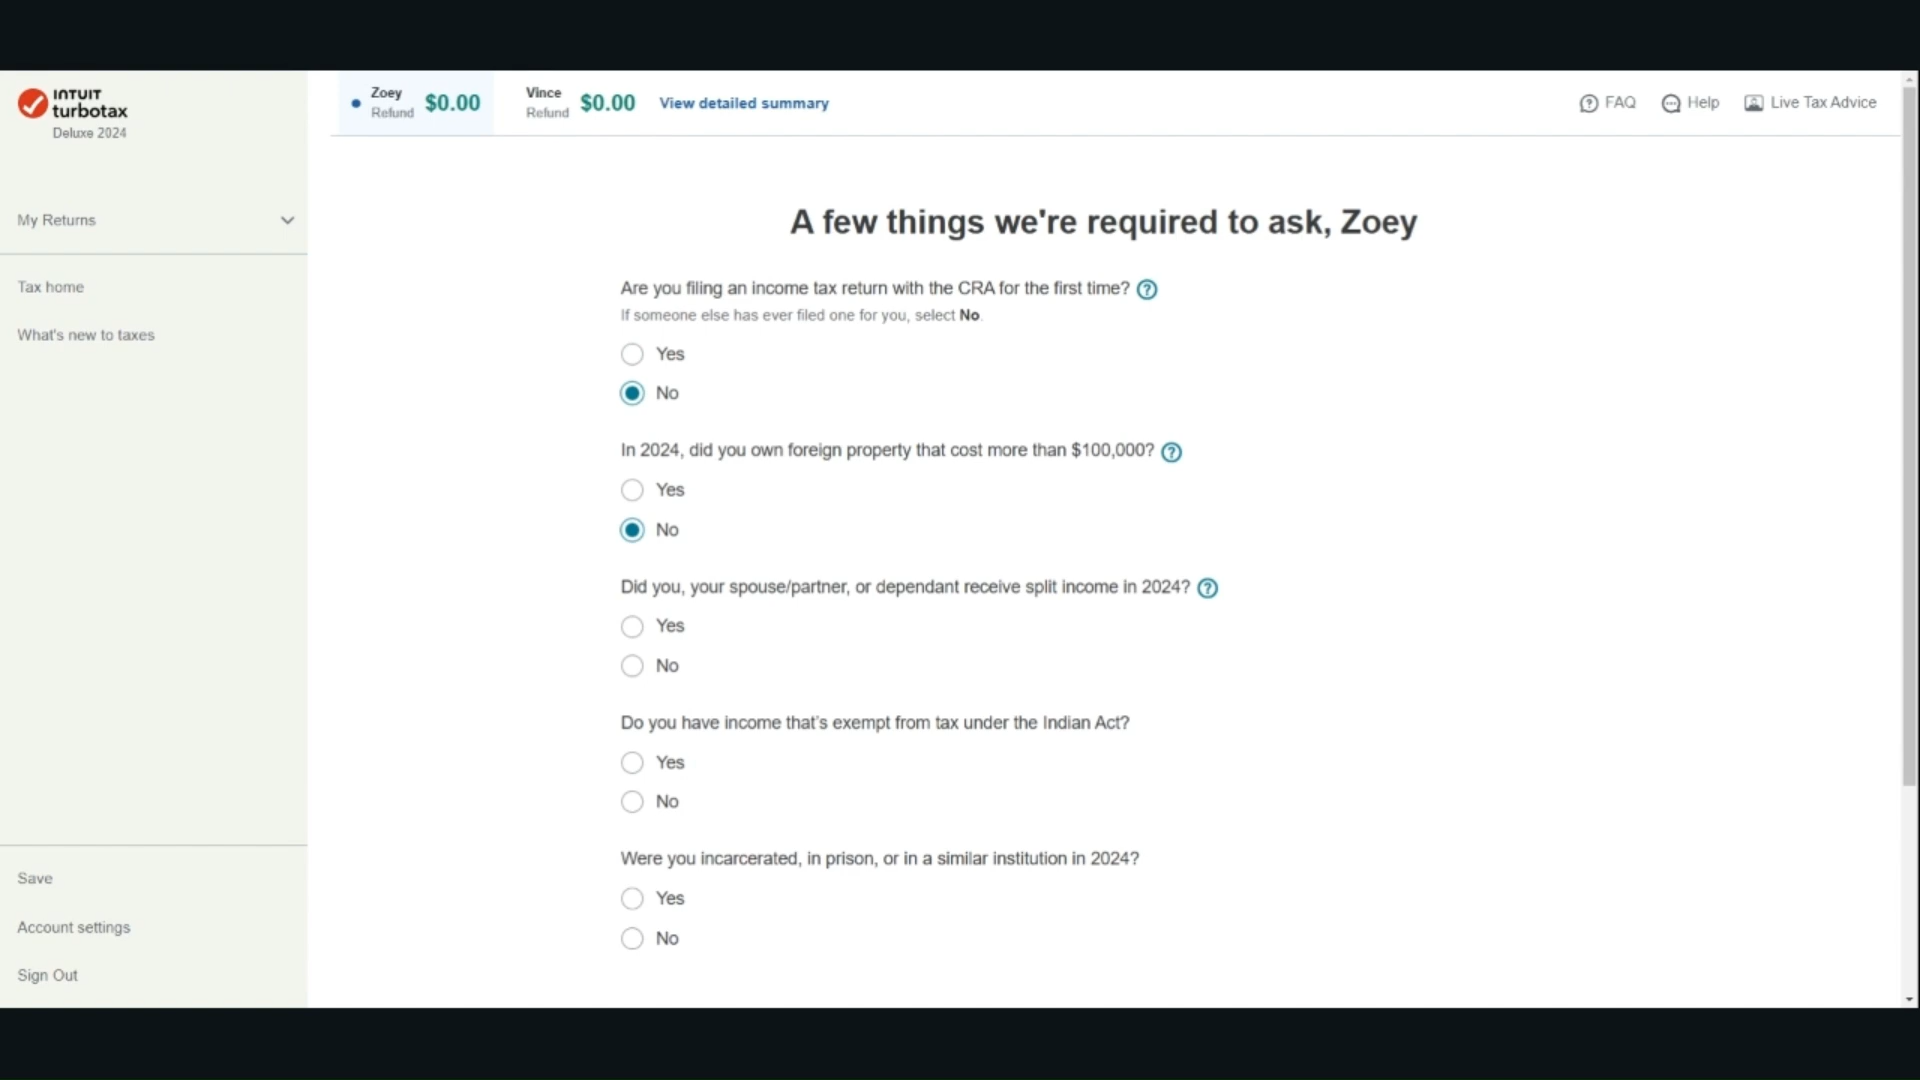 INTUIT
turbotax
Deluxe 2024
My Returns
Tax home
What's new to taxes
Save
Account settings
Sign Out
Zoey
Refund
$0.00
Vince
Refund
$0.00
View detailed summary
FAQ
Help
Live Tax Advice
A few things we're required to ask, Zoey
Are you filing an income tax return with the CRA for the first time?
If someone else has ever filed one for you, select No.
Yes
No
In 2024, did you own foreign property that cost more than $100,000?
Yes
No
Did you, your spouse/partner, or dependant receive split income in 2024?
Yes
No
Do you have income that's exempt from tax under the Indian Act?
Yes
No
Were you incarcerated, in prison, or in a similar institution in 2024?
Yes
No